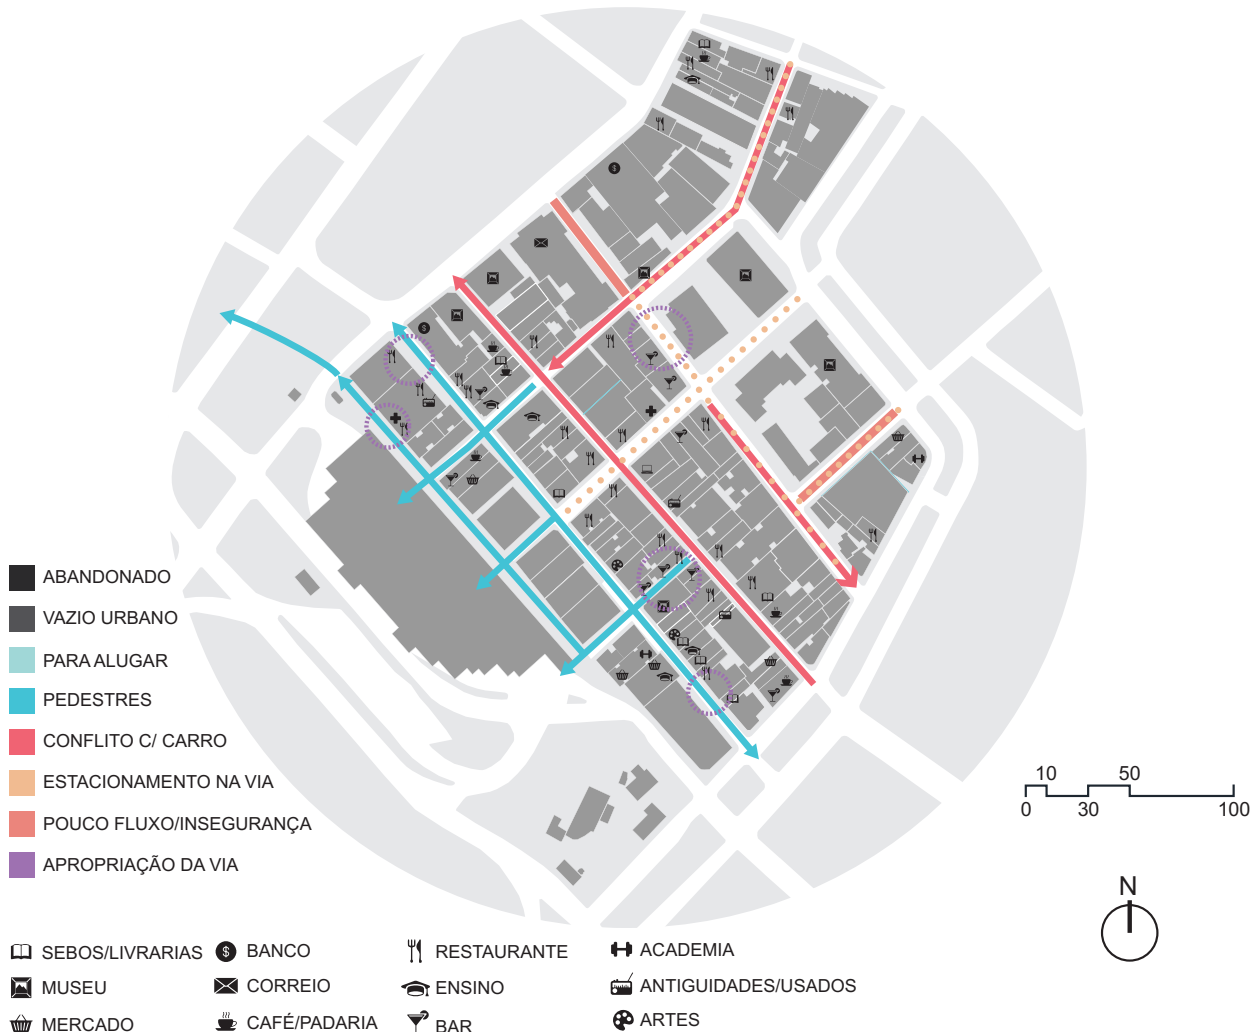 ABANDONADO
VAZIO URBANO
PARA ALUGAR
PEDESTRES
CONFLITO C/ CARRO
ESTACIONAMENTO NA VIA
POUCO FLUXO/INSEGURANÇA
APROPRIAÇÃO DA VIA
10 50
0 30 100
N
SEBOS/LIVRARIAS $ BANCO RESTAURANTE ACADEMIA
MUSEU CORREIO ENSINO ANTIGUIDADES/USADOS
MERCADO CAFÉ/PADARIA BAR ARTES